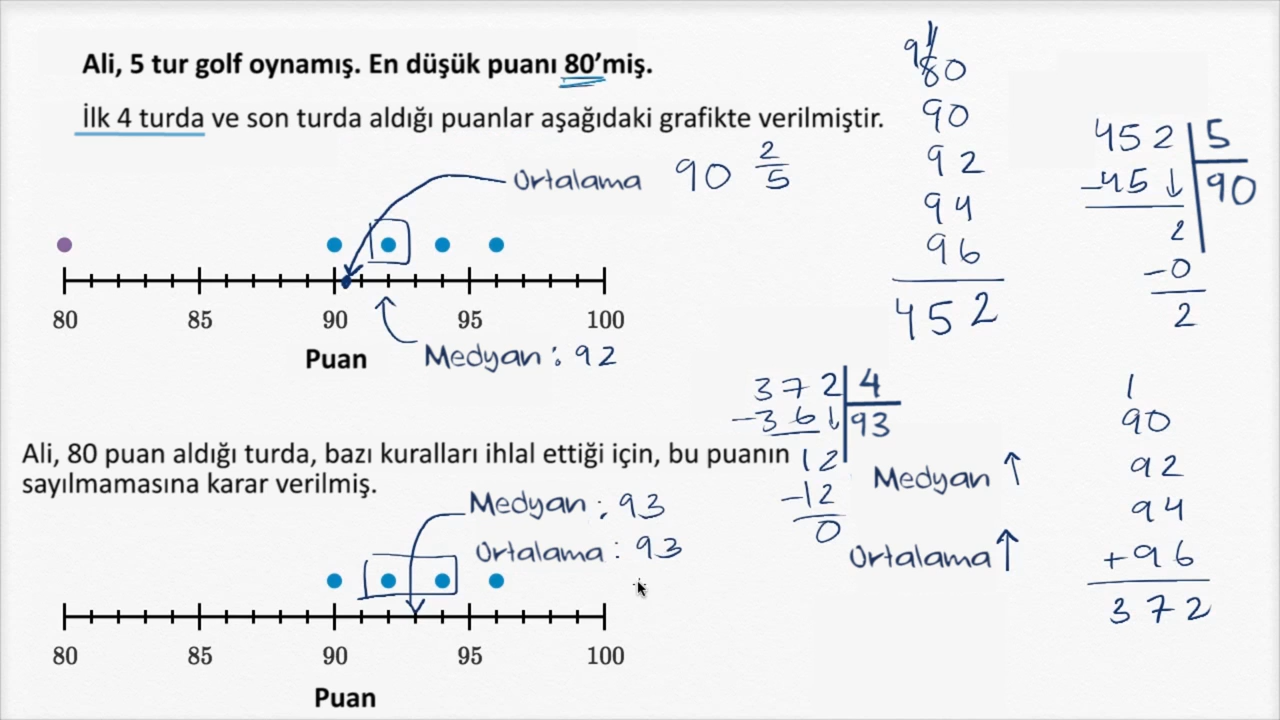 Ali, 5 tur golf oynamış. En düşük puanı 80'miş.
İlk 4 turda ve son turda aldığı puanlar aşağıdaki grafikte verilmiştir.
Ortalama 90 2/5
80 85 90 95 100
Puan
Medyan : 92
980
90
92
94
96
452
452 5
-45 90
2
-0
2
372 4
-36 93
12
-12
0
1
90
92
94
+96
372
Medyan ↑
Ortalama ↑
Ali, 80 puan aldığı turda, bazı kuralları ihlal ettiği için, bu puanın
sayılmamasına karar verilmiş.
Medyan : 93
Ortalama : 93
80 85 90 95 100
Puan